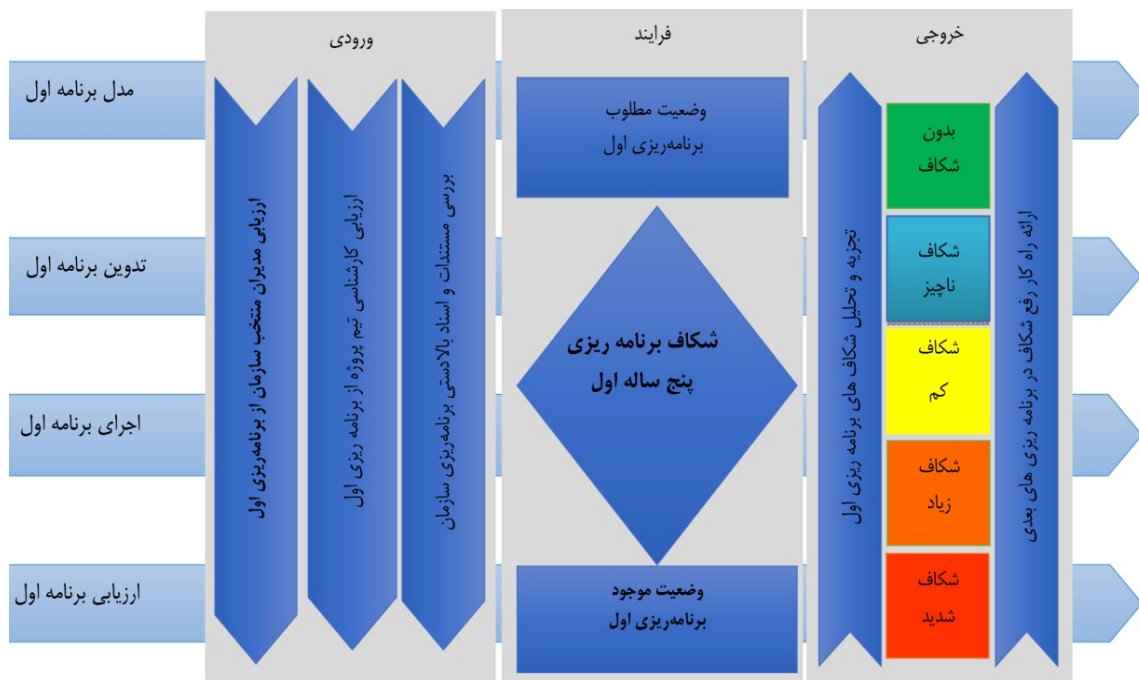 خروجی
فرایند
ورودی
ارائه راه کار رفع شکاف در برنامه ریزی های بعدی
بدون
شکاف
شکاف
ناچیز
شکاف
کم
شکاف
زیاد
شکاف
شدید
تجزیه و تحلیل شکاف های برنامه ریزی اول
وضعیت مطلوب
برنامه‌ریزی اول
شکاف برنامه ریزی
پنج ساله اول
وضعیت موجود
برنامه‌ریزی اول
بررسی مستندات و اسناد بالادستی برنامه‌ریزی سازمان
ارزیابی کارشناسی تیم پروژه از برنامه ریزی اول
ارزیابی مدیران منتخب سازمان از برنامه‌ریزی اول
مدل برنامه اول
تدوین برنامه اول
اجرای برنامه اول
ارزیابی برنامه اول